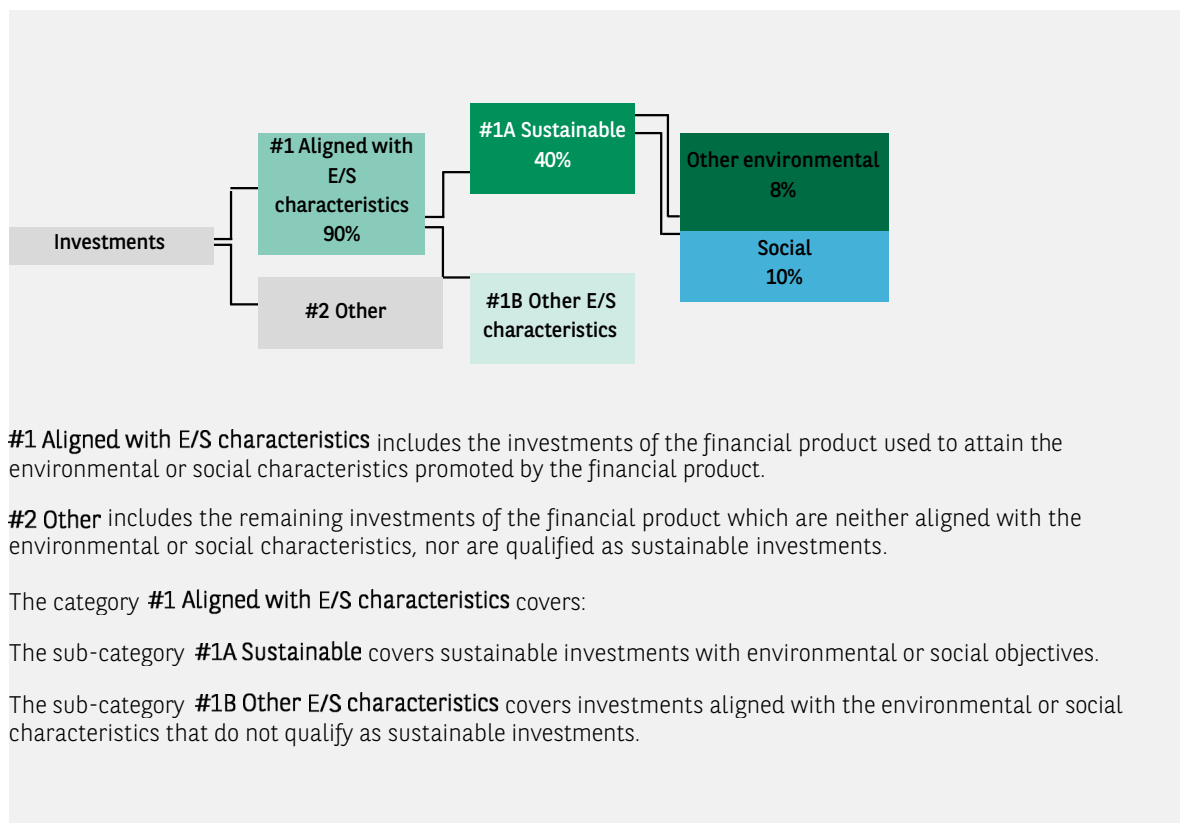 #1A Sustainable
40%
#1 Aligned with
E/S
characteristics
90%
Other environmental
8%
Investments
Social
10%
#2 Other
#1B Other E/S
characteristics
#1 Aligned with E/S characteristics includes the investments of the financial product used to attain the
environmental or social characteristics promoted by the financial product.
#2 Other includes the remaining investments of the financial product which are neither aligned with the
environmental or social characteristics, nor are qualified as sustainable investments.
The category #1 Aligned with E/S characteristics covers:
The sub-category #1A Sustainable covers sustainable investments with environmental or social objectives.
The sub-category #1B Other E/S characteristics covers investments aligned with the environmental or social
characteristics that do not qualify as sustainable investments.